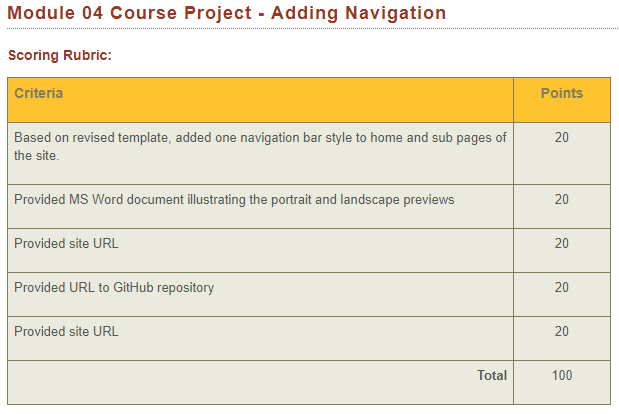 Module 04 Course Project - Adding Navigation
Scoring Rubric:
Criteria Points
Based on revised template, added one navigation bar style to home and sub pages of 20
the site.
Provided MS Word document illustrating the portrait and landscape previews 20
Provided site URL 20
Provided URL to GitHub repository 20
Provided site URL 20
Total 100